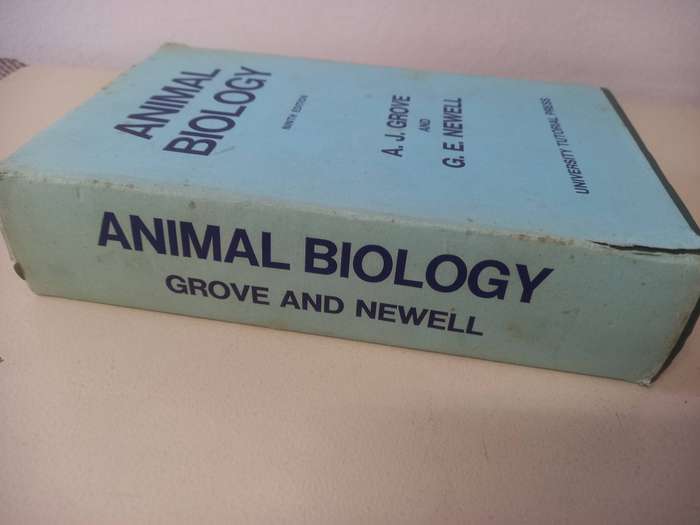 ANIMAL
BIOLOGY
NINTH EDITION
A. J. GROVE
AND
G. E. NEWELL
UNIVERSITY TUTORIAL PRESS
ANIMAL BIOLOGY
GROVE AND NEWELL